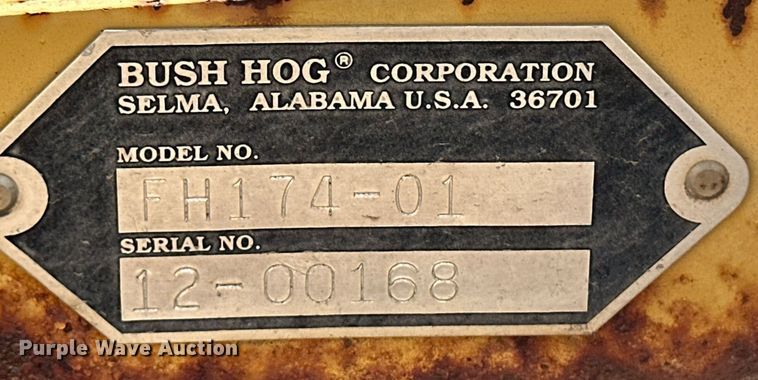 BUSH HOG® CORPORATION
SELMA, ALABAMA U.S.A. 36701
MODEL NO.
FH174-01
SERIAL NO.
12-00168
Purple Wave Auction